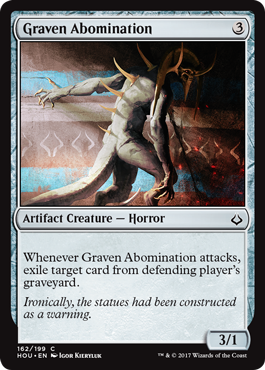 Graven Abomination 3
Artifact Creature — Horror
Whenever Graven Abomination attacks,
exile target card from defending player's
graveyard.
Ironically, the statues had been constructed
as a warning.
3/1
162/199 C
HOU • EN Igor Kieryluk
™ & © 2017 Wizards of the Coast